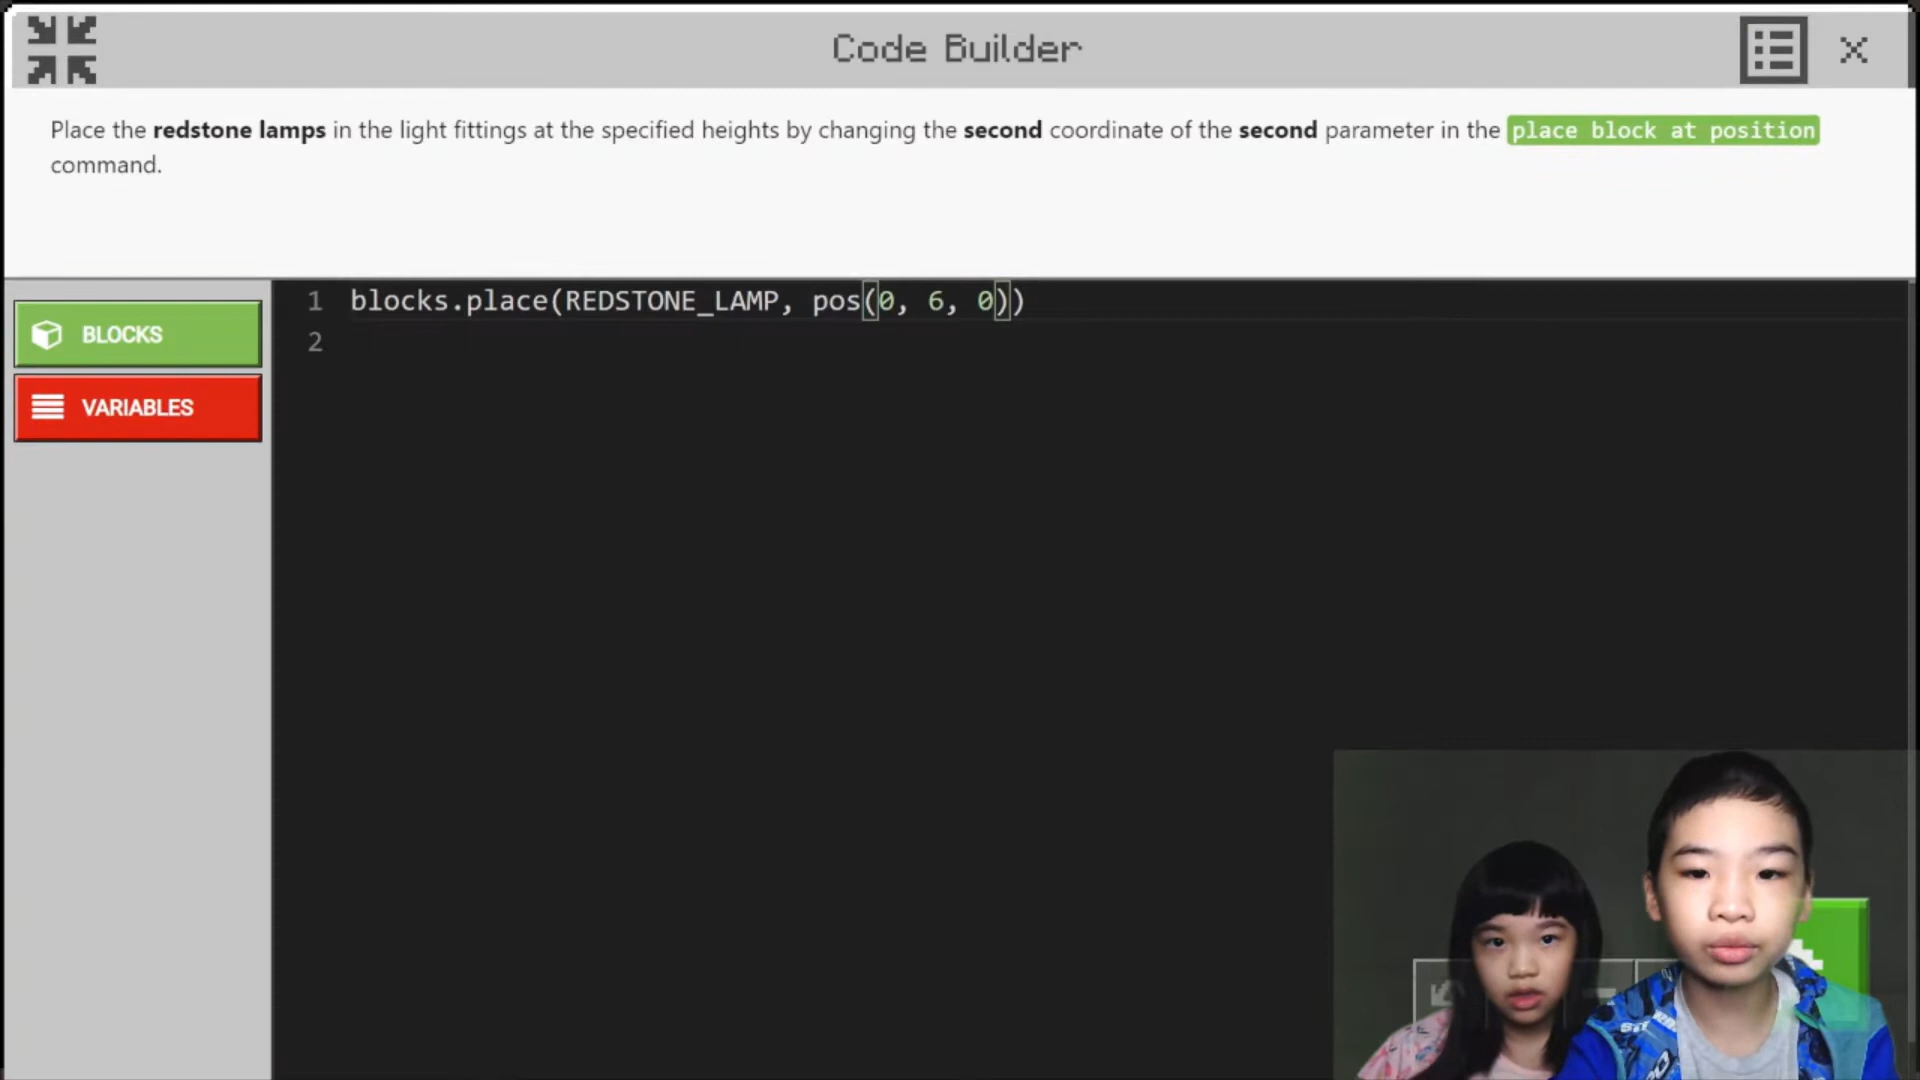 Code Builder
Place the redstone lamps in the light fittings at the specified heights by changing the second coordinate of the second parameter in the place block at position
command.
BLOCKS
VARIABLES
1 blocks.place(REDSTONE_LAMP, pos(0, 6, 0))
2